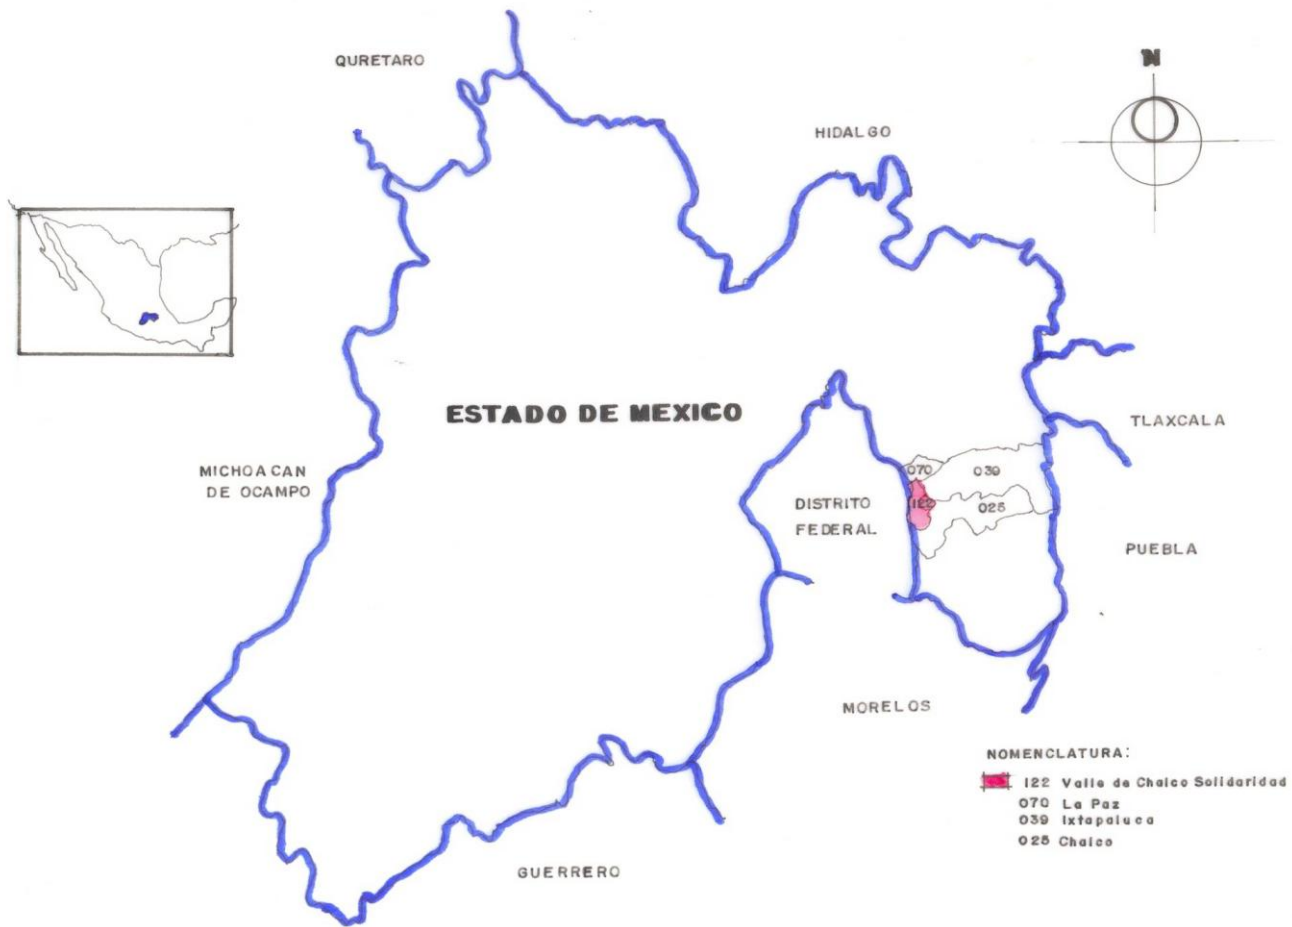 QURETARO
N
HIDALGO
ESTADO DE MEXICO
TLAXCALA
MICHOACAN
DE OCAMPO
070
039
122
025
DISTRITO
FEDERAL
PUEBLA
MORELOS
NOMENCLATURA:
122 Valle de Chalco Solidaridad
070 La Paz
039 Ixtapaluca
025 Chalco
GUERRERO